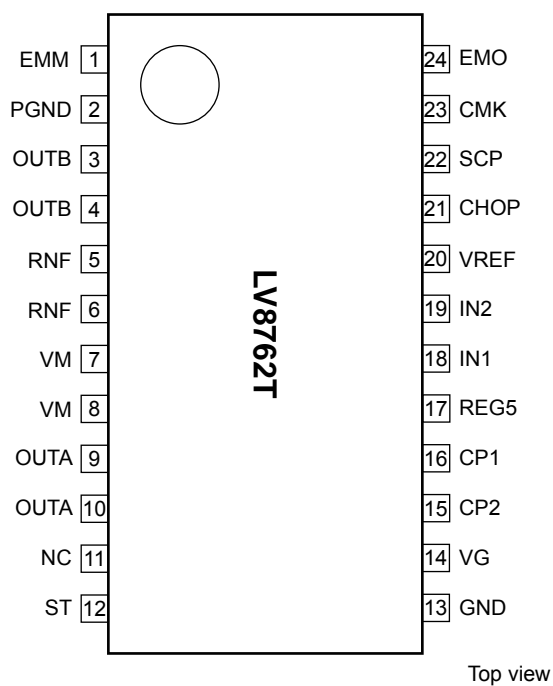 EMM 1
PGND 2
OUTB 3
OUTB 4
RNF 5
RNF 6
VM 7
VM 8
OUTA 9
OUTA 10
NC 11
ST 12
LV8762T
24 EMO
23 CMK
22 SCP
21 CHOP
20 VREF
19 IN2
18 IN1
17 REG5
16 CP1
15 CP2
14 VG
13 GND
Top view